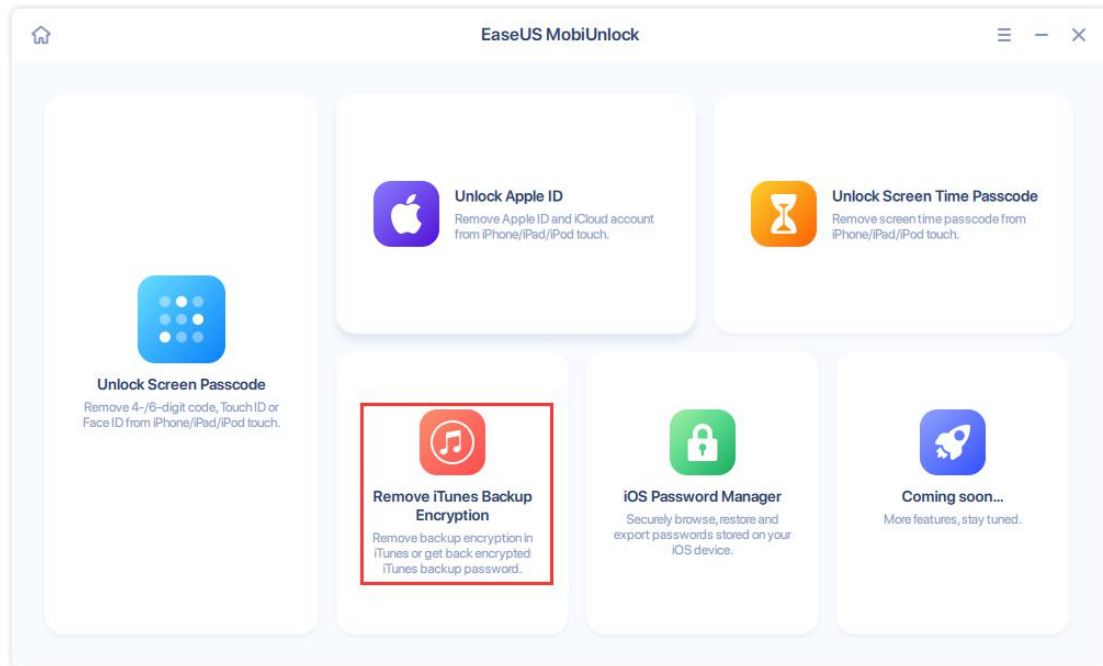 EaseUS MobiUnlock
Unlock Apple ID
Remove Apple ID and iCloud account
from iPhone/iPad/iPod touch.
Unlock Screen Time Passcode
Remove screen time passcode from
iPhone/iPad/iPod touch.
Unlock Screen Passcode
Remove 4-/6-digit code, Touch ID or
Face ID from iPhone/iPad/iPod touch.
Remove iTunes Backup
Encryption
Remove backup encryption in
iTunes or get back encrypted
iTunes backup password.
iOS Password Manager
Securely browse, restore and
export passwords stored on your
iOS device.
Coming soon...
More features, stay tuned.